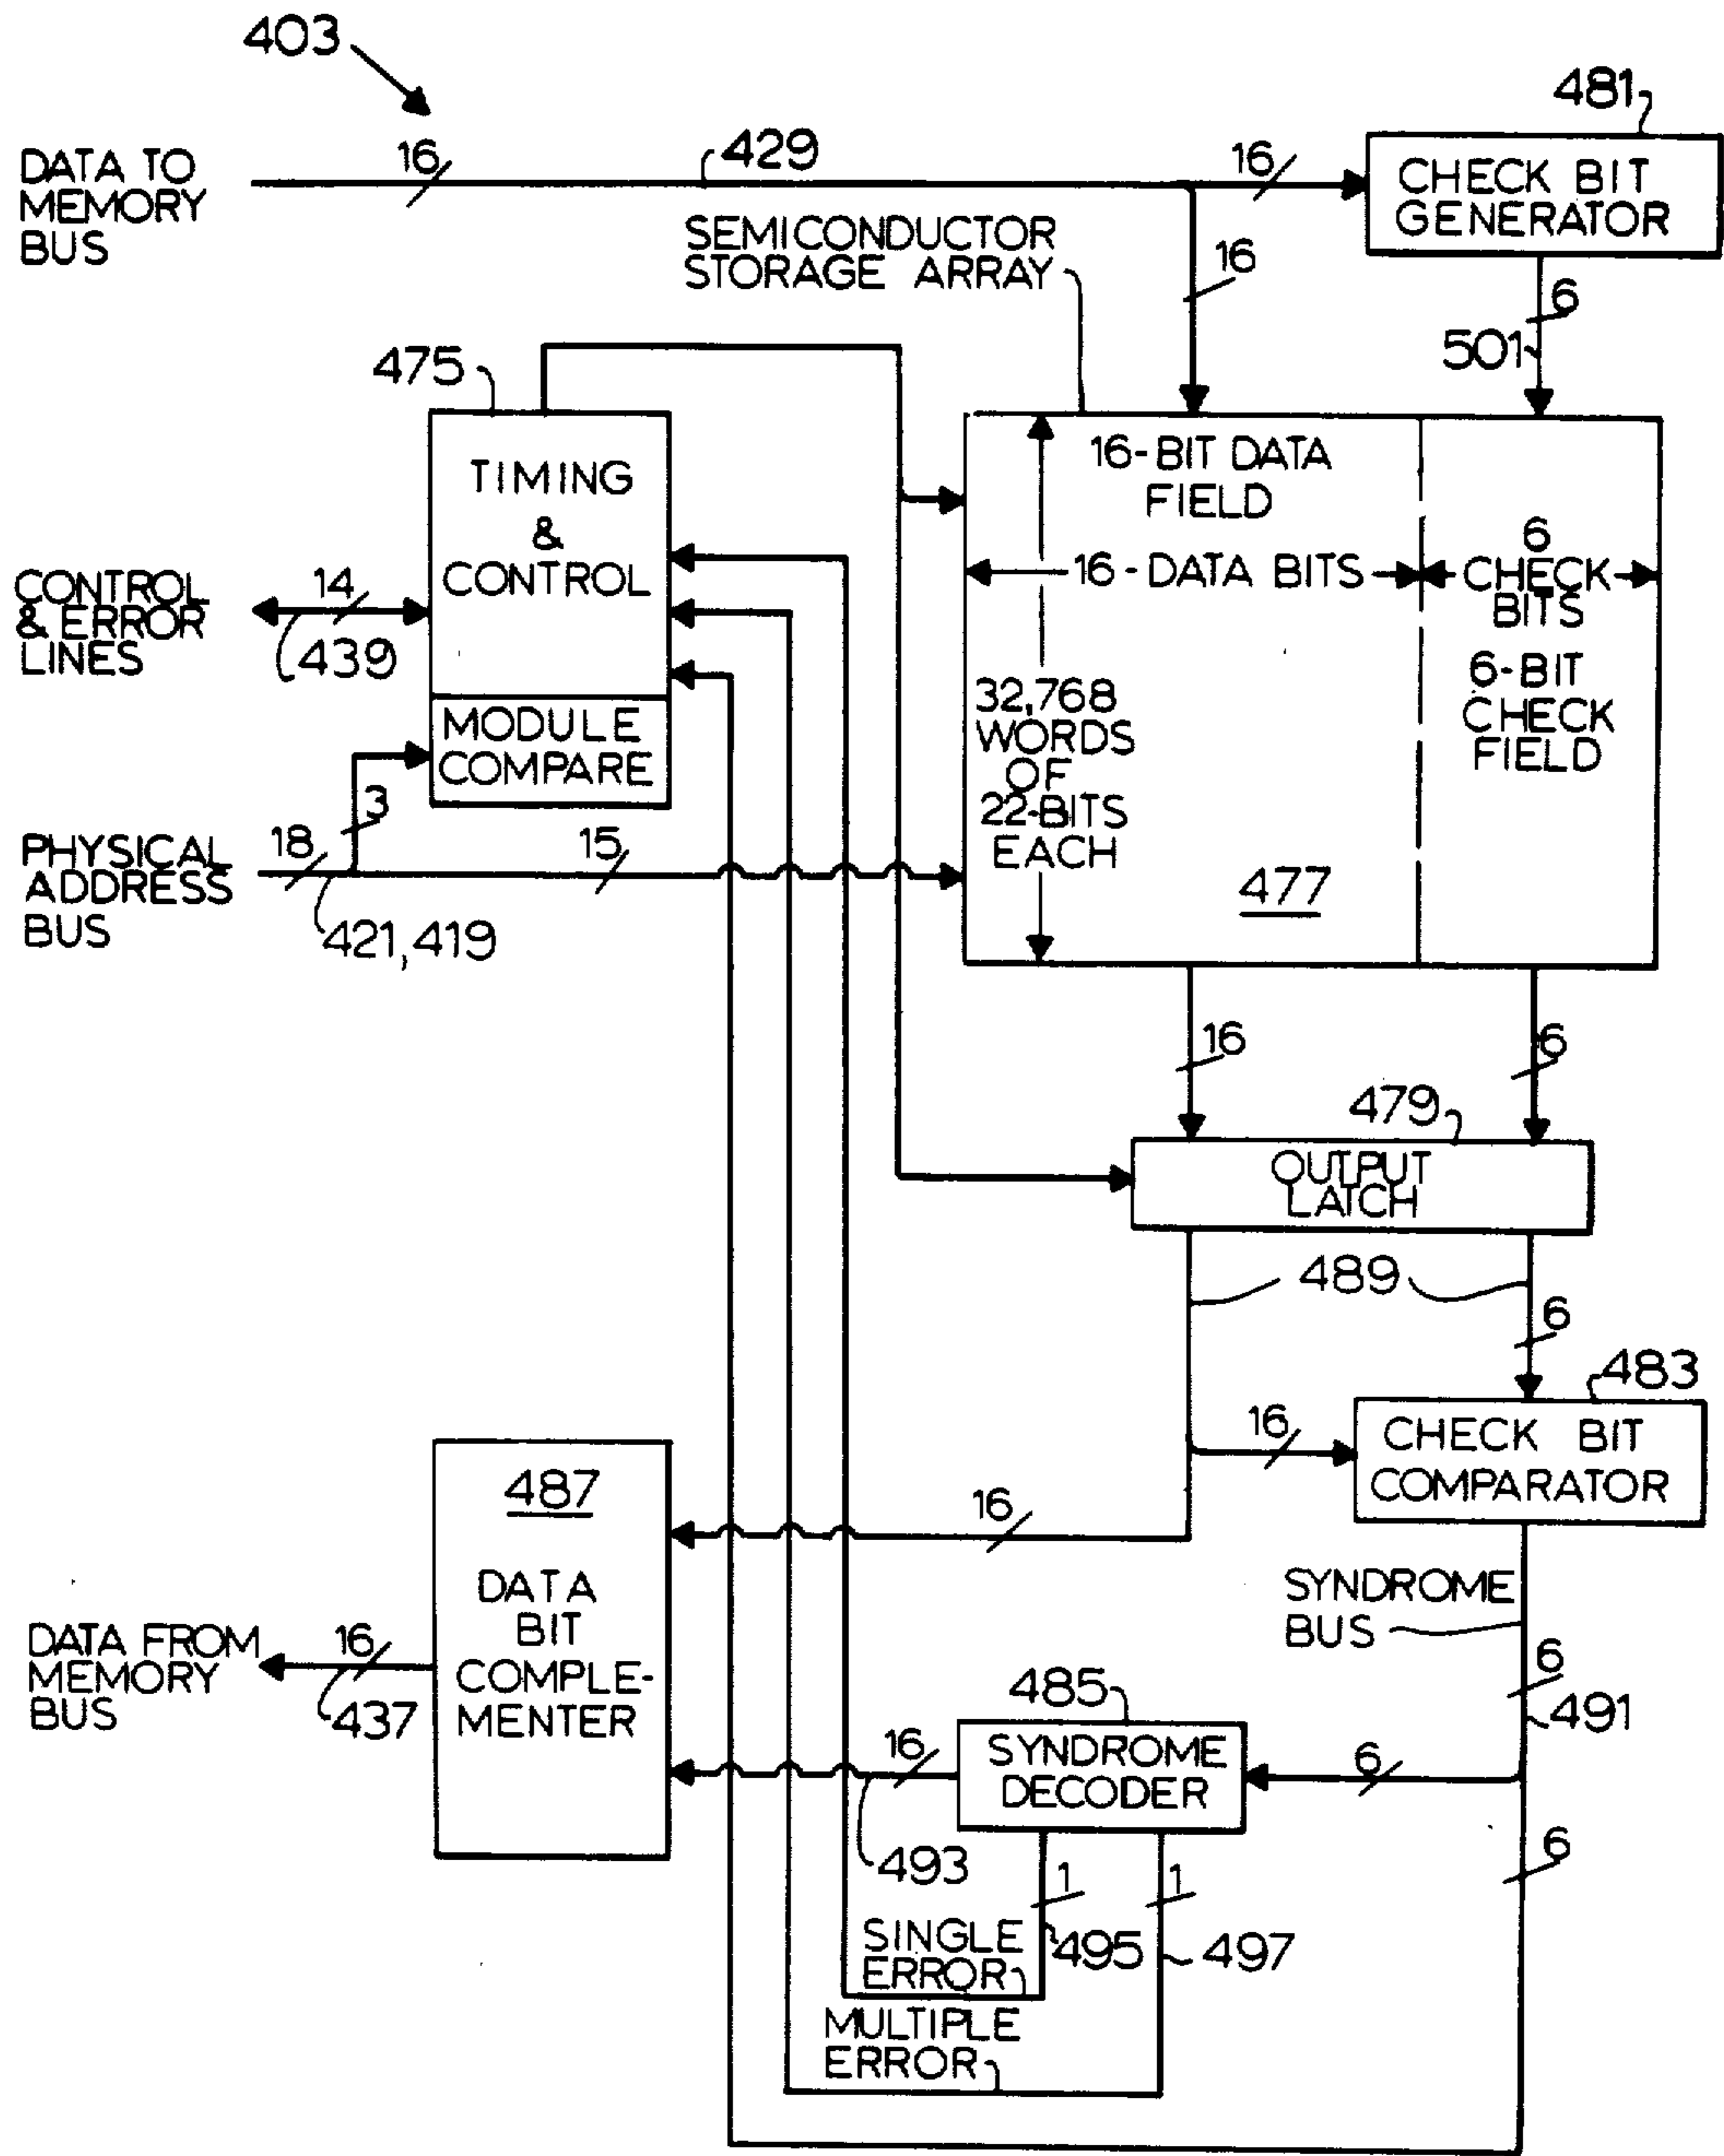 403
481
DATA TO
MEMORY
BUS
16
429
16
CHECK BIT
GENERATOR
SEMICONDUCTOR
STORAGE ARRAY
16
6
501
475
TIMING
&
CONTROL
16-BIT DATA
FIELD
16-DATA BITS
6
CHECK
BITS
CONTROL
& ERROR
LINES
14
439
MODULE
COMPARE
32,768
WORDS
OF
22-BITS
EACH
6-BIT
CHECK
FIELD
3
PHYSICAL
ADDRESS
BUS
18
15
421,419
477
16
6
479
OUTPUT
LATCH
489
6
483
16
CHECK BIT
COMPARATOR
487
16
DATA
BIT
COMPLE-
MENTER
SYNDROME
BUS
DATA FROM
MEMORY
BUS
16
437
6
491
485
SYNDROME
DECODER
16
6
493
6
1
1
SINGLE
ERROR
495
497
MULTIPLE
ERROR